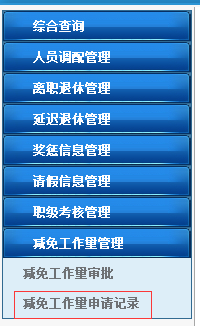 综合查询
人员调配管理
离职退休管理
延迟退休管理
奖惩信息管理
请假信息管理
职级考核管理
减免工作量管理
减免工作量审批
减免工作量申请记录